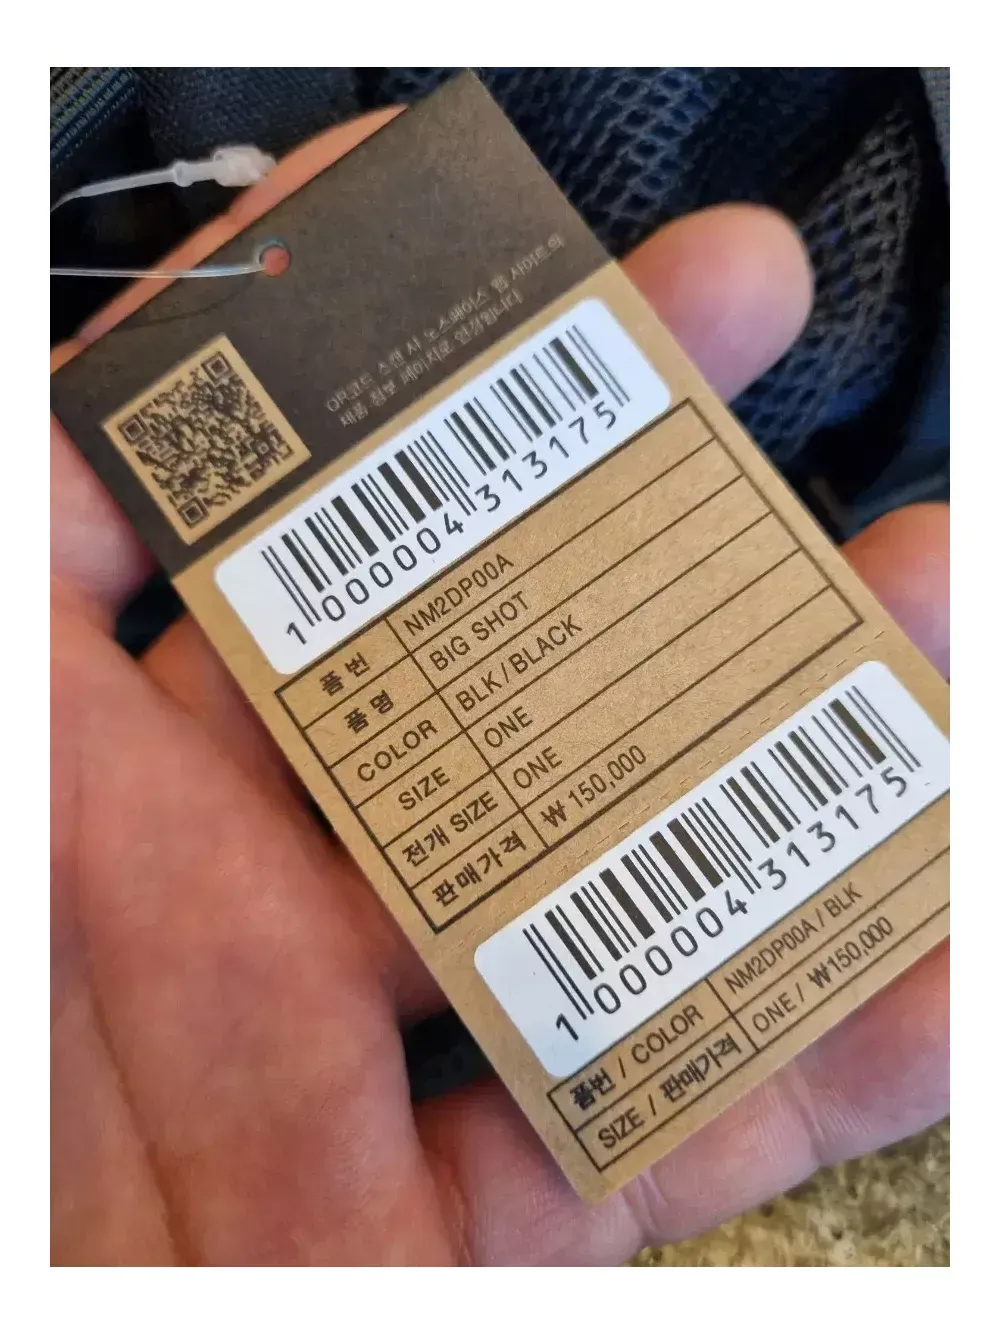 QR코드 스캔 시 노스페이스 웹 사이트의
제품 정보 페이지로 연결됩니다
1000004313175
품번 NM2DP00A
품명 BIG SHOT
COLOR BLK/BLACK
SIZE ONE
전개 SIZE ONE
판매가격 ₩150,000
1000004313175
품번 / COLOR NM2DP00A/BLK
SIZE / 판매가격 ONE/ ₩150,000